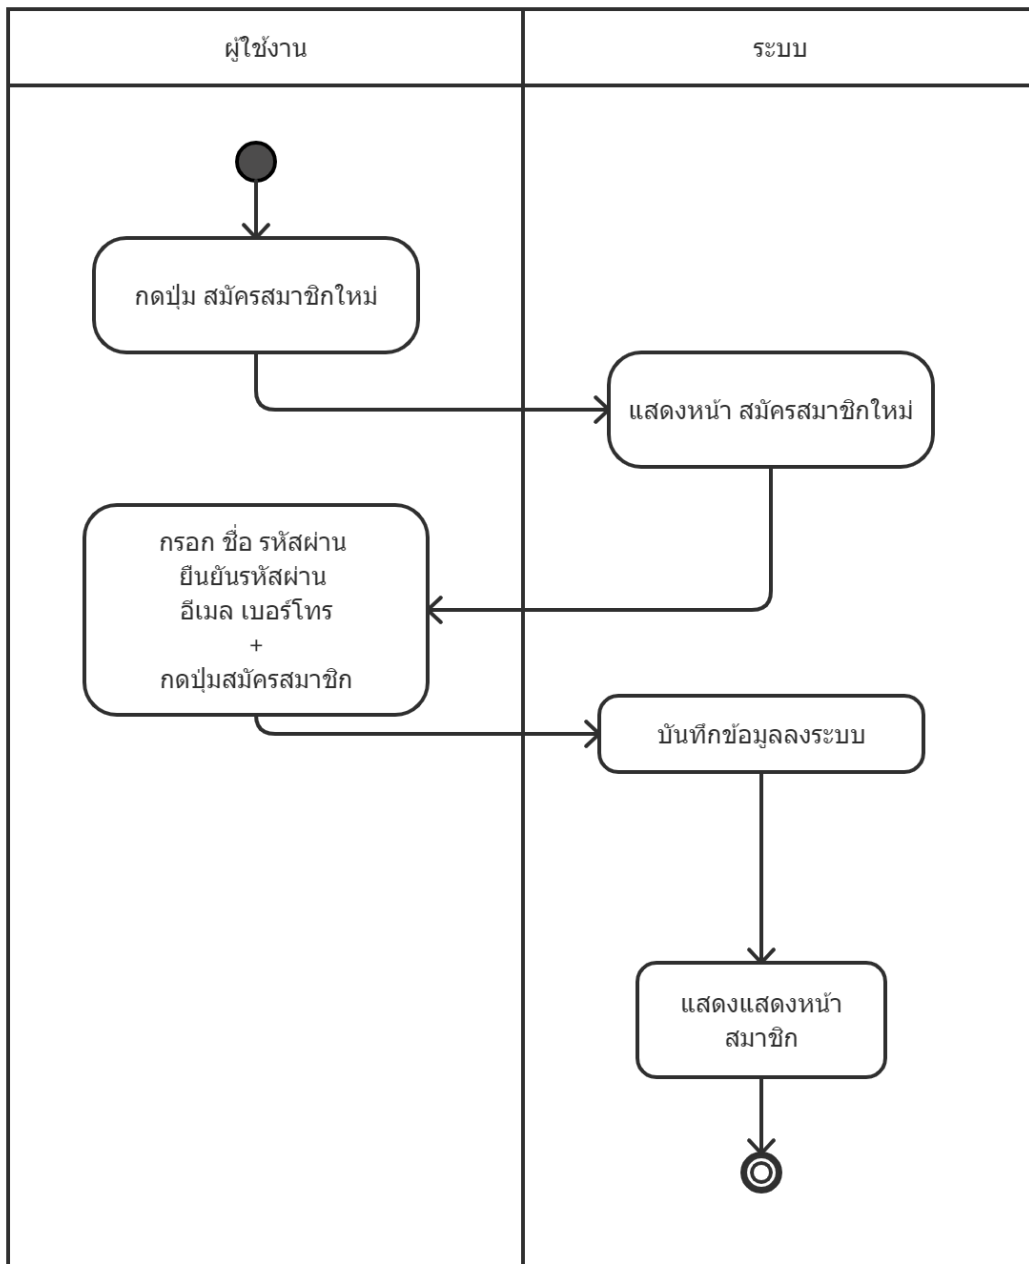 ผู้ใช้งาน
ระบบ
กดปุ่ม สมัครสมาชิกใหม่
แสดงหน้า สมัครสมาชิกใหม่
กรอก ชื่อ รหัสผ่าน
ยืนยันรหัสผ่าน
อีเมล เบอร์โทร
+
กดปุ่มสมัครสมาชิก
บันทึกข้อมูลลงระบบ
แสดงแสดงหน้า
สมาชิก